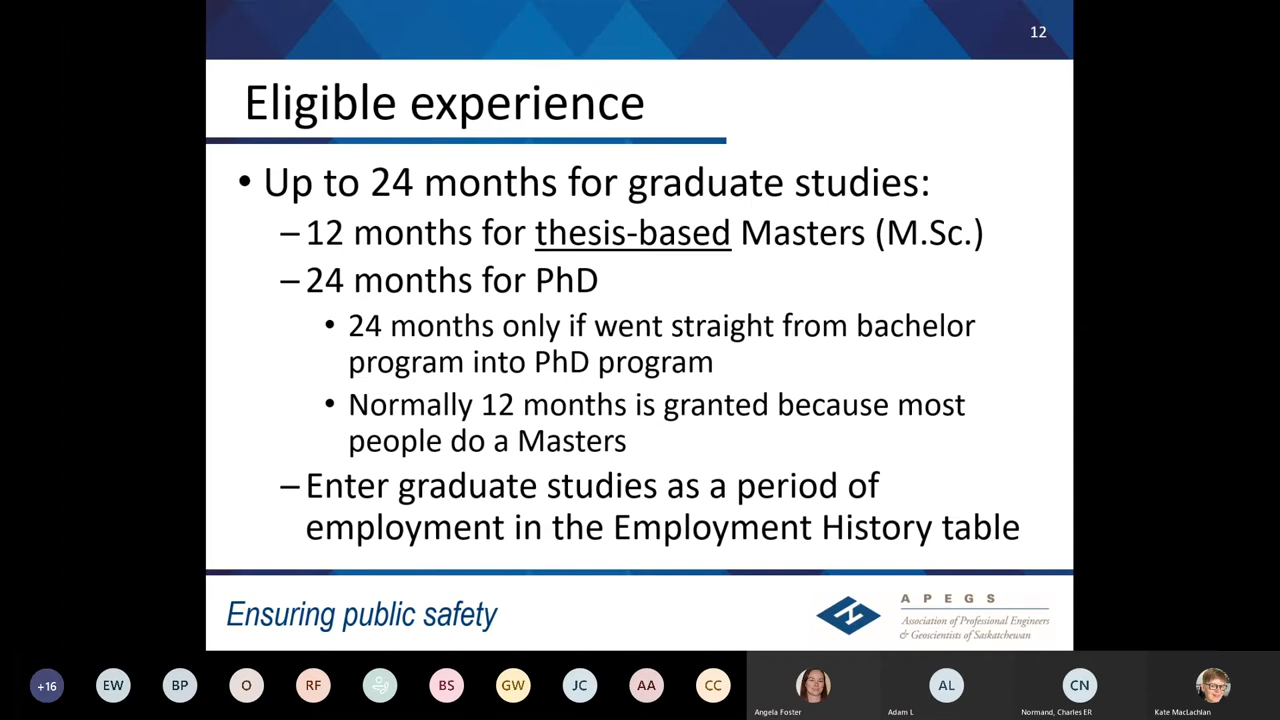 12
Eligible experience
• Up to 24 months for graduate studies:
– 12 months for thesis-based Masters (M.Sc.)
– 24 months for PhD
• 24 months only if went straight from bachelor
program into PhD program
• Normally 12 months is granted because most
people do a Masters
– Enter graduate studies as a period of
employment in the Employment History table
Ensuring public safety
APEGS
Association of Professional Engineers
& Geoscientists of Saskatchewan
+16 EW BP O RF BS GW JC AA CC AL CN
Angela Foster Adam L Normand, Charles ER Kate MacLachlan